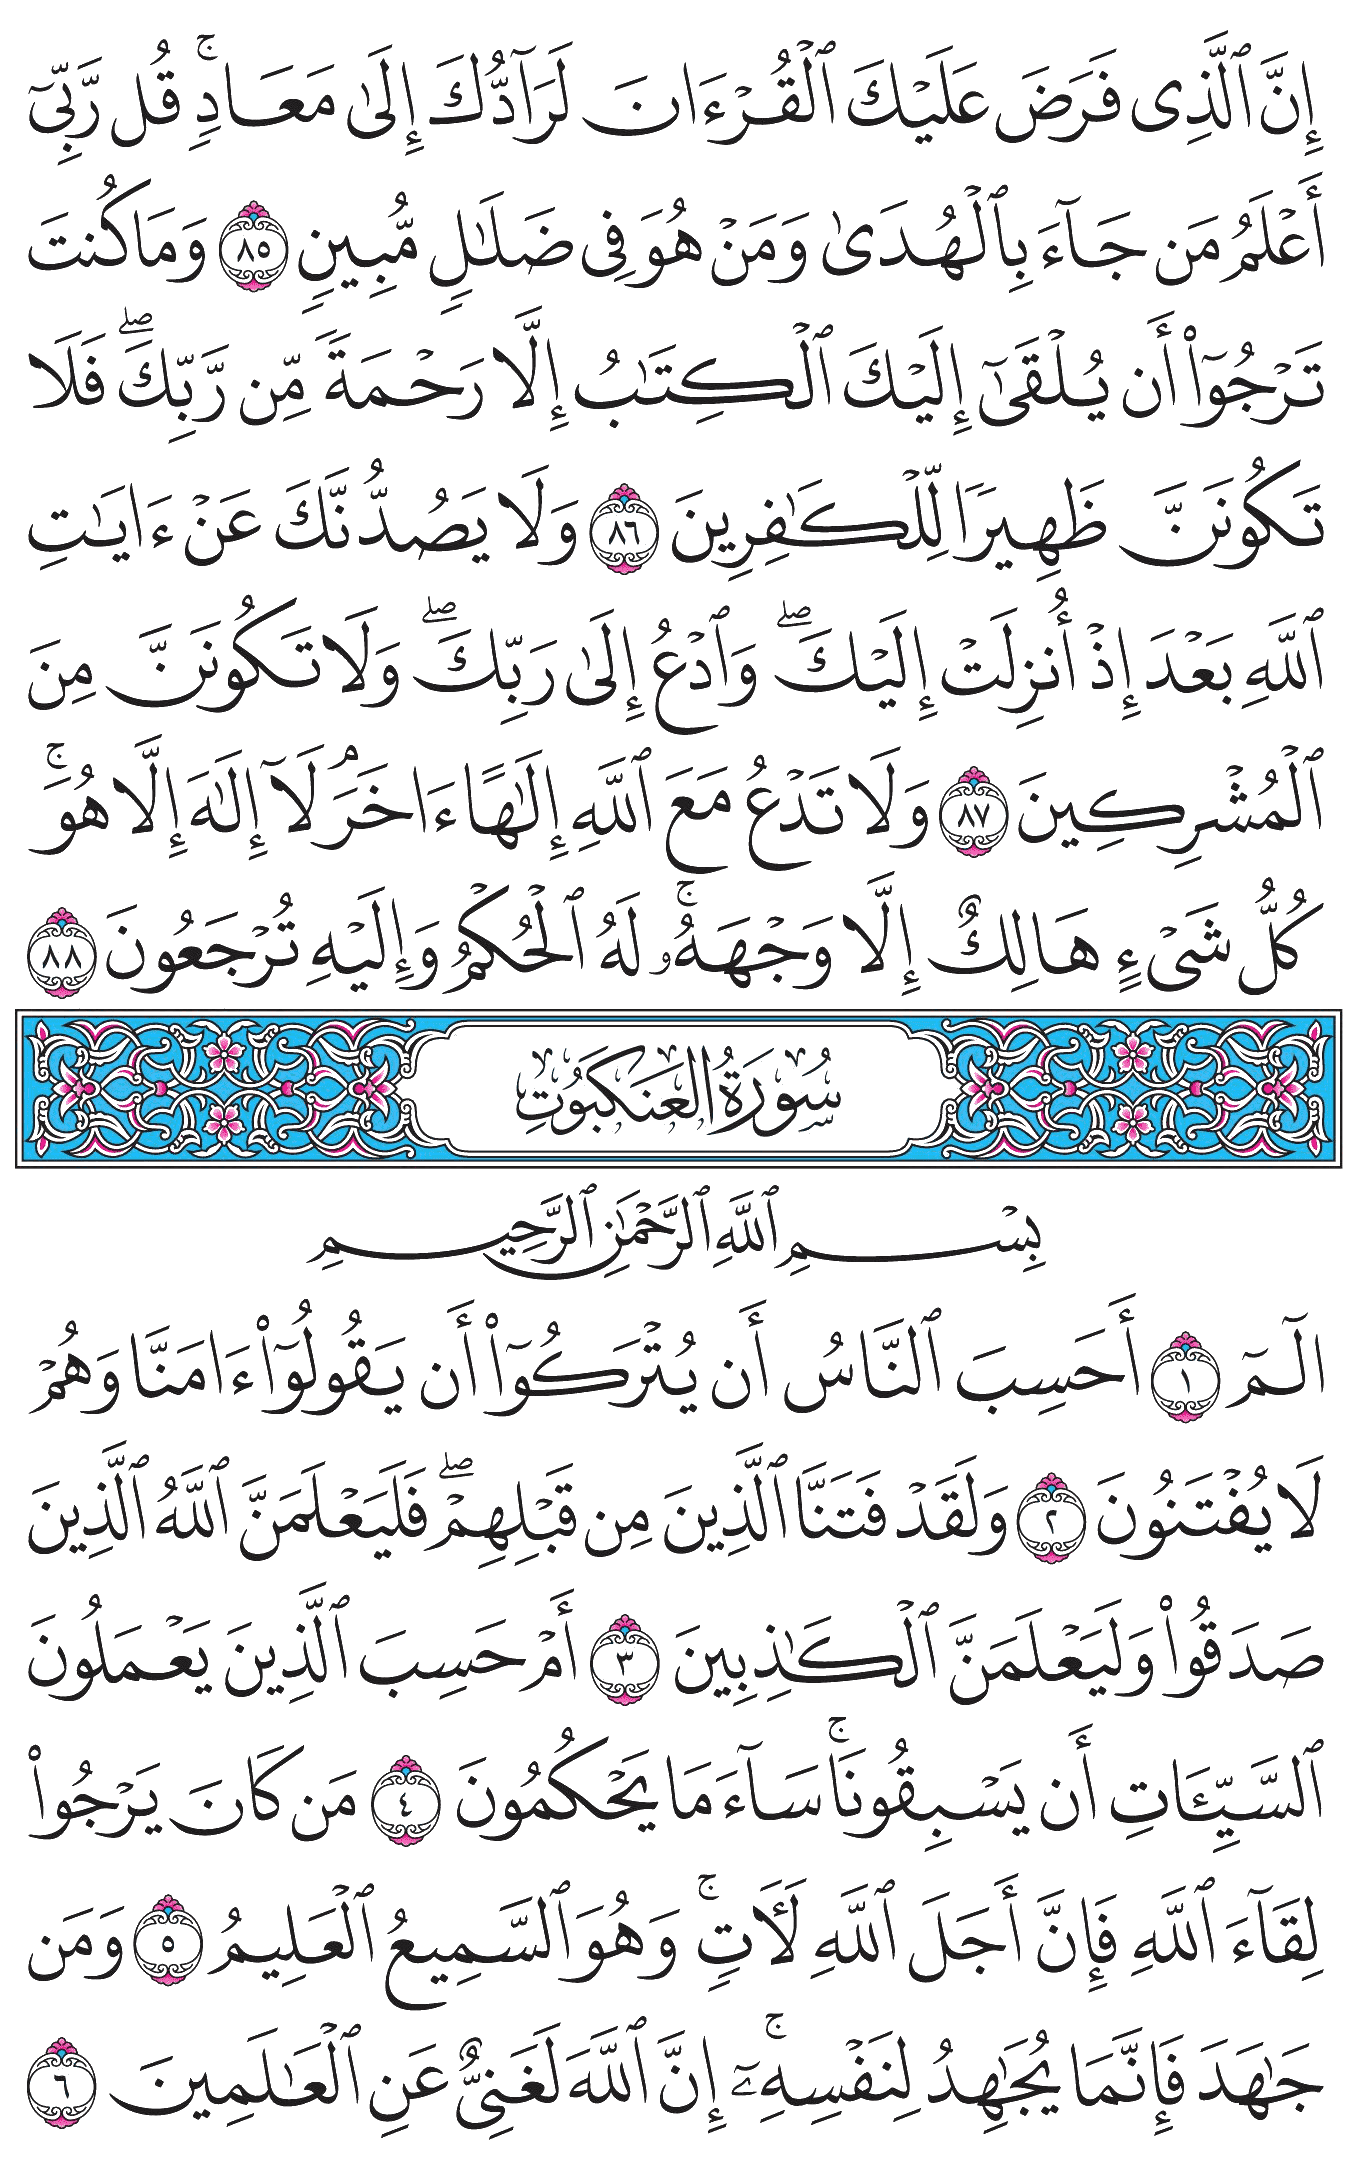 إِنَّ ٱلَّذِى فَرَضَ عَلَيْكَ ٱلْقُرْءَانَ لَرَآدُّكَ إِلَىٰ مَعَادٍۢ ۚ قُل رَّبِّىٓ
أَعْلَمُ مَن جَآءَ بِٱلْهُدَىٰ وَمَنْ هُوَ فِى ضَلَـٰلٍۢ مُّبِينٍۢ ٨٥ وَمَا كُنتَ
تَرْجُوٓا۟ أَن يُلْقَىٰٓ إِلَيْكَ ٱلْكِتَـٰبُ إِلَّا رَحْمَةًۭ مِّن رَّبِّكَ ۖ فَلَا
تَكُونَنَّ ظَهِيرًۭا لِّلْكَـٰفِرِينَ ٨٦ وَلَا يَصُدُّنَّكَ عَنْ ءَايَـٰتِ
ٱللَّهِ بَعْدَ إِذْ أُنزِلَتْ إِلَيْكَ ۖ وَٱدْعُ إِلَىٰ رَبِّكَ ۖ وَلَا تَكُونَنَّ مِنَ
ٱلْمُشْرِكِينَ ٨٧ وَلَا تَدْعُ مَعَ ٱللَّهِ إِلَـٰهًا ءَاخَرَ ۘ لَآ إِلَـٰهَ إِلَّا هُوَ ۚ
كُلُّ شَىْءٍ هَالِكٌ إِلَّا وَجْهَهُۥ ۚ لَهُ ٱلْحُكْمُ وَإِلَيْهِ تُرْجَعُونَ ٨٨
سُورَةُ العَنكَبُوتِ
بِسْمِ ٱللَّهِ ٱلرَّحْمَـٰنِ ٱلرَّحِيمِ
الٓمٓ ١ أَحَسِبَ ٱلنَّاسُ أَن يُتْرَكُوٓا۟ أَن يَقُولُوٓا۟ ءَامَنَّا وَهُمْ
لَا يُفْتَنُونَ ٢ وَلَقَدْ فَتَنَّا ٱلَّذِينَ مِن قَبْلِهِمْ ۖ فَلَيَعْلَمَنَّ ٱللَّهُ ٱلَّذِينَ
صَدَقُوا۟ وَلَيَعْلَمَنَّ ٱلْكَـٰذِبِينَ ٣ أَمْ حَسِبَ ٱلَّذِينَ يَعْمَلُونَ
ٱلسَّيِّـَٔاتِ أَن يَسْبِقُونَا ۚ سَآءَ مَا يَحْكُمُونَ ٤ مَن كَانَ يَرْجُوا۟
لِقَآءَ ٱللَّهِ فَإِنَّ أَجَلَ ٱللَّهِ لَـَٔاتٍۢ ۚ وَهُوَ ٱلسَّمِيعُ ٱلْعَلِيمُ ٥ وَمَن
جَـٰهَدَ فَإِنَّمَا يُجَـٰهِدُ لِنَفْسِهِۦٓ ۚ إِنَّ ٱللَّهَ لَغَنِىٌّ عَنِ ٱلْعَـٰلَمِينَ ٦